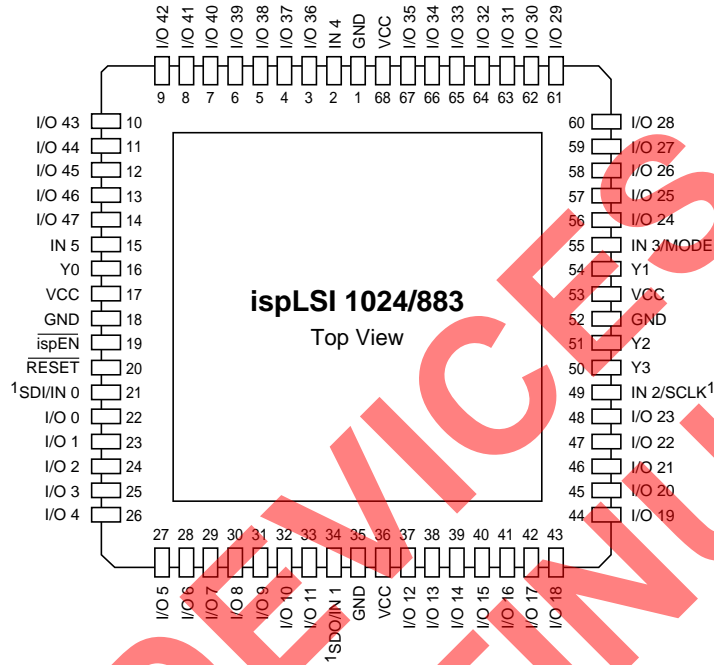 I/O 42
I/O 41
I/O 40
I/O 39
I/O 38
I/O 37
I/O 36
IN 4
GND
VCC
I/O 35
I/O 34
I/O 33
I/O 32
I/O 31
I/O 30
I/O 29
9 8 7 6 5 4 3 2 1 68 67 66 65 64 63 62 61
I/O 43 10
I/O 44 11
I/O 45 12
I/O 46 13
I/O 47 14
IN 5 15
Y0 16
VCC 17
GND 18
ispEN 19
RESET 20
1SDI/IN 0 21
I/O 0 22
I/O 1 23
I/O 2 24
I/O 3 25
I/O 4 26
ispLSI 1024/883
Top View
60 I/O 28
59 I/O 27
58 I/O 26
57 I/O 25
56 I/O 24
55 IN 3/MODE
54 Y1
53 VCC
52 GND
51 Y2
50 Y3
49 IN 2/SCLK1
48 I/O 23
47 I/O 22
46 I/O 21
45 I/O 20
44 I/O 19
27 28 29 30 31 32 33 34 35 36 37 38 39 40 41 42 43
I/O 5
I/O 6
I/O 7
I/O 8
I/O 9
I/O 10
I/O 11
1SDO/IN 1
GND
VCC
I/O 12
I/O 13
I/O 14
I/O 15
I/O 16
I/O 17
I/O 18
DEVICES